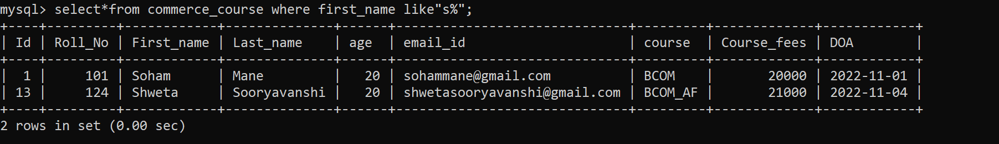 mysql> select*from commerce_course where first_name like"s%";
+----+---------+------------+--------------+------+------------------------------+---------+-------------+------------+
| Id | Roll_No | First_name | Last_name    | age  | email_id                     | course  | Course_fees | DOA        |
+----+---------+------------+--------------+------+------------------------------+---------+-------------+------------+
|  1 |     101 | Soham      | Mane         |   20 | sohammane@gmail.com          | BCOM    |       20000 | 2022-11-01 |
| 13 |     124 | Shweta     | Sooryavanshi |   20 | shwetasooryavanshi@gmail.com | BCOM_AF |       21000 | 2022-11-04 |
+----+---------+------------+--------------+------+------------------------------+---------+-------------+------------+
2 rows in set (0.00 sec)